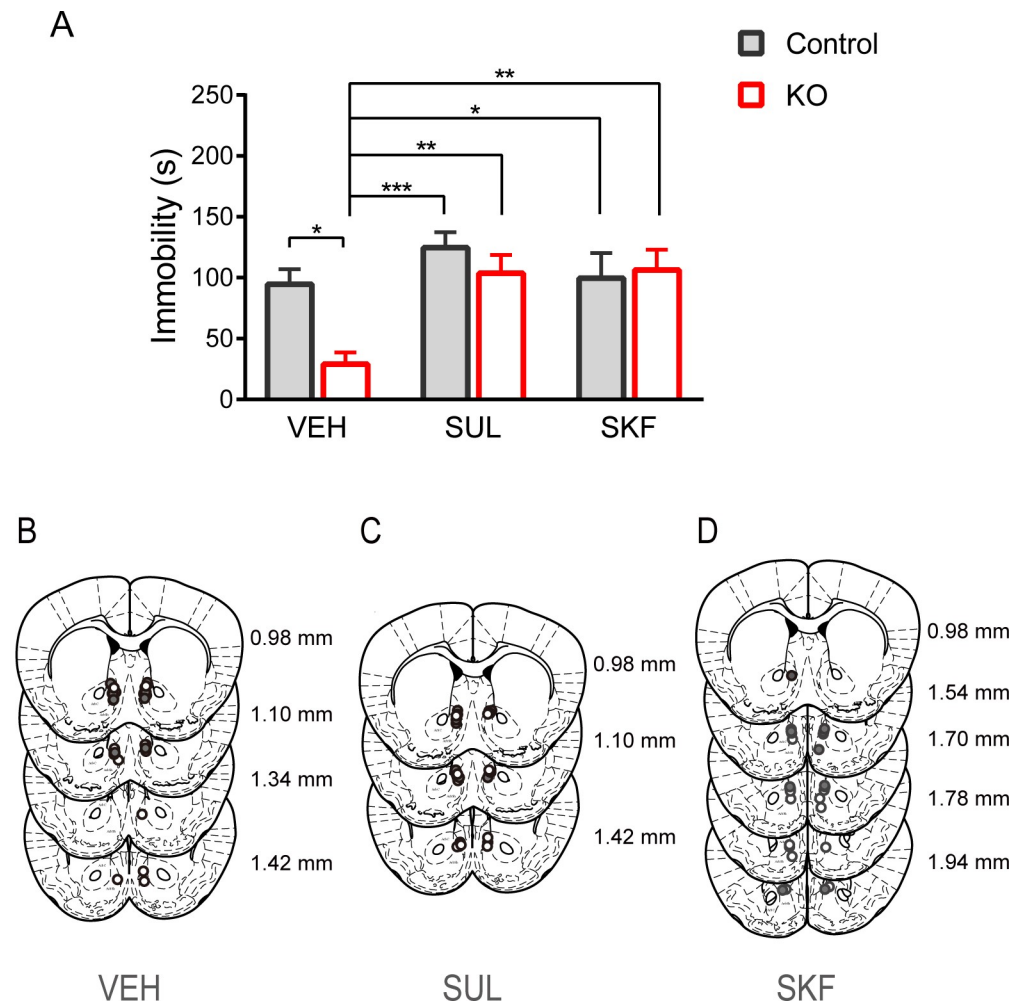 A
Control
KO
Immobility (s)
250
200
150
100
50
0
**
*
**
***
*
VEH SUL SKF
B
0.98 mm
1.10 mm
1.34 mm
1.42 mm
VEH
C
0.98 mm
1.10 mm
1.42 mm
SUL
D
0.98 mm
1.54 mm
1.70 mm
1.78 mm
1.94 mm
SKF